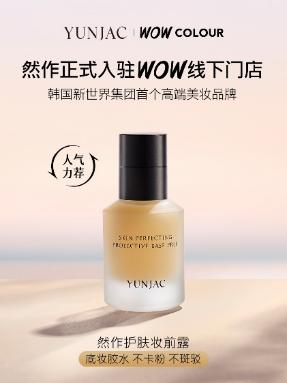 YUNJAC | WOW COLOUR
然作正式入驻WOW线下门店
韩国新世界集团首个高端美妆品牌
人气
力荐
SKIN PERFECTING
PROTECTIVE BASE PREP
YUNJAC
然作护肤妆前露
底妆胶水 不卡粉 不斑驳